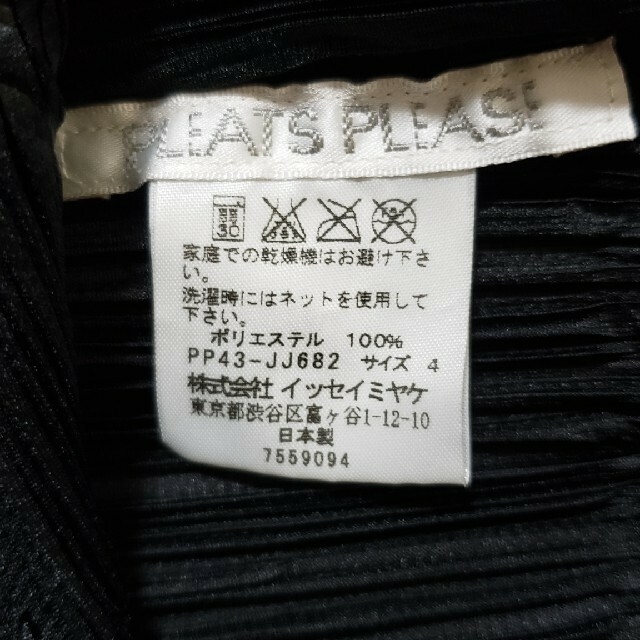 PLEATS PLEASE
家庭での乾燥機はお避け下さ
い。
洗濯時にはネットを使用して
下さい。
ポリエステル 100%
PP43-JJ682 サイズ 4
株式会社 イッセイミヤケ
東京都渋谷区富ヶ谷1-12-10
日本製
7559094